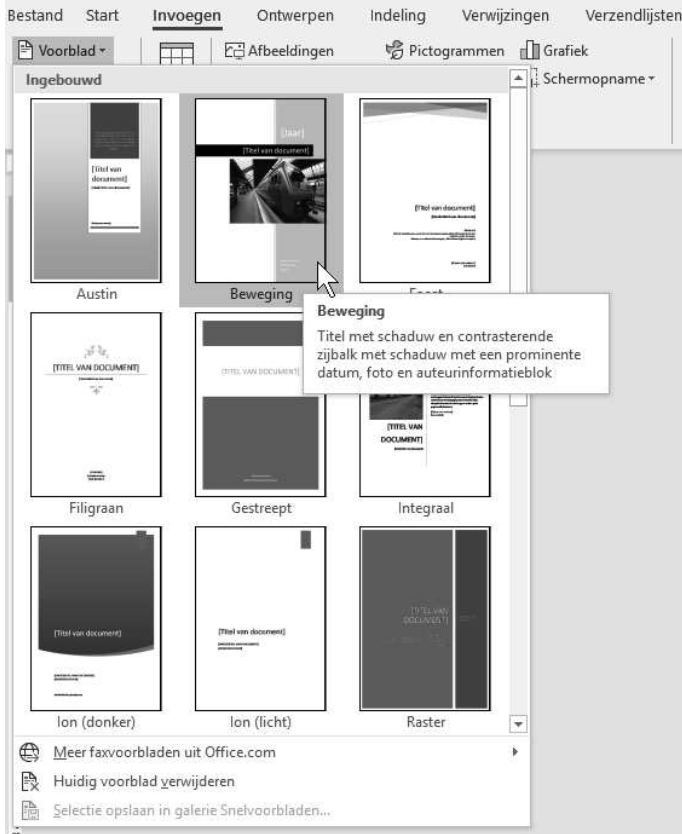 Bestand Start Invoegen Ontwerpen Indeling Verwijzingen Verzendlijsten
Voorblad Afbeeldingen Pictogrammen Grafiek
Schermopname
Ingebouwd
[Titel van
document]
[Jaar]
[Titel van document]
[Titel van document]
Austin Beweging
Beweging
Titel met schaduw en contrasterende
zijbalk met schaduw met een prominente
datum, foto en auteurinformatieblok
[TITEL VAN DOCUMENT]
[TITEL VAN DOCUMENT]
[TITEL VAN
DOCUMENT]
Filigraan Gestreept Integraal
[Titel van document]
[Titel van document]
[TITEL VAN
DOCUMENT]
Ion (donker) Ion (licht) Raster
Meer faxvoorbladen uit Office.com
Huidig voorblad verwijderen
Selectie opslaan in galerie Snelvoorbladen...